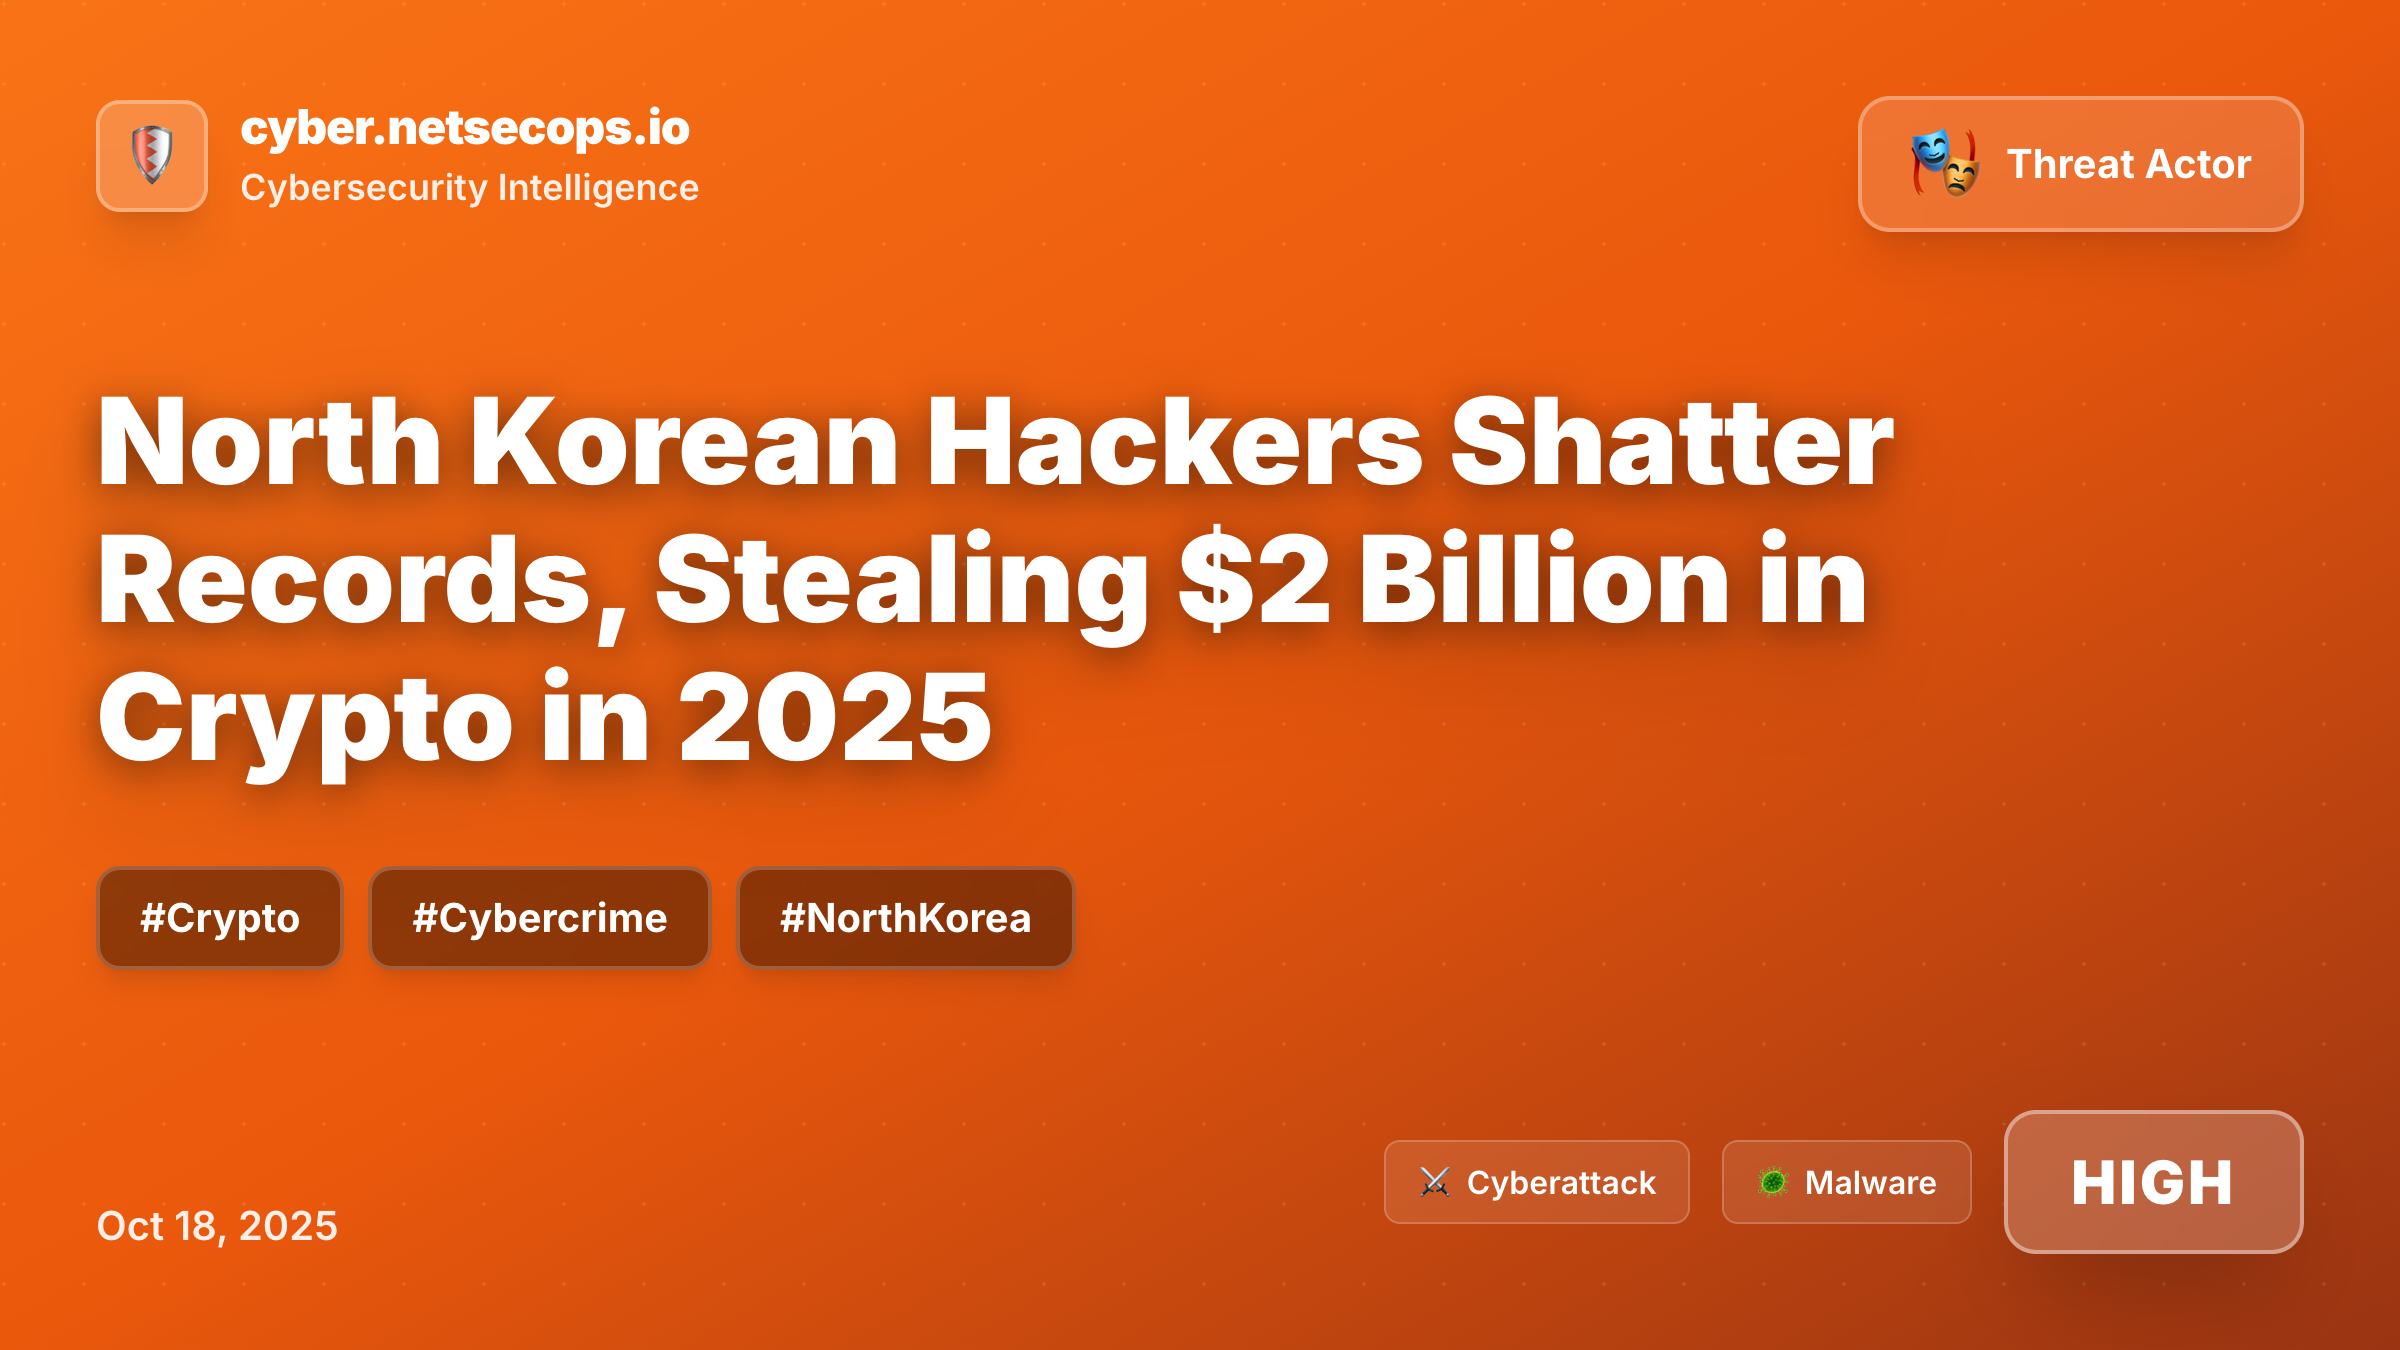 cyber.netsecops.io
Cybersecurity Intelligence
Threat Actor
North Korean Hackers Shatter
Records, Stealing $2 Billion in
Crypto in 2025
#Crypto
#Cybercrime
#NorthKorea
Oct 18, 2025
Cyberattack
Malware
HIGH